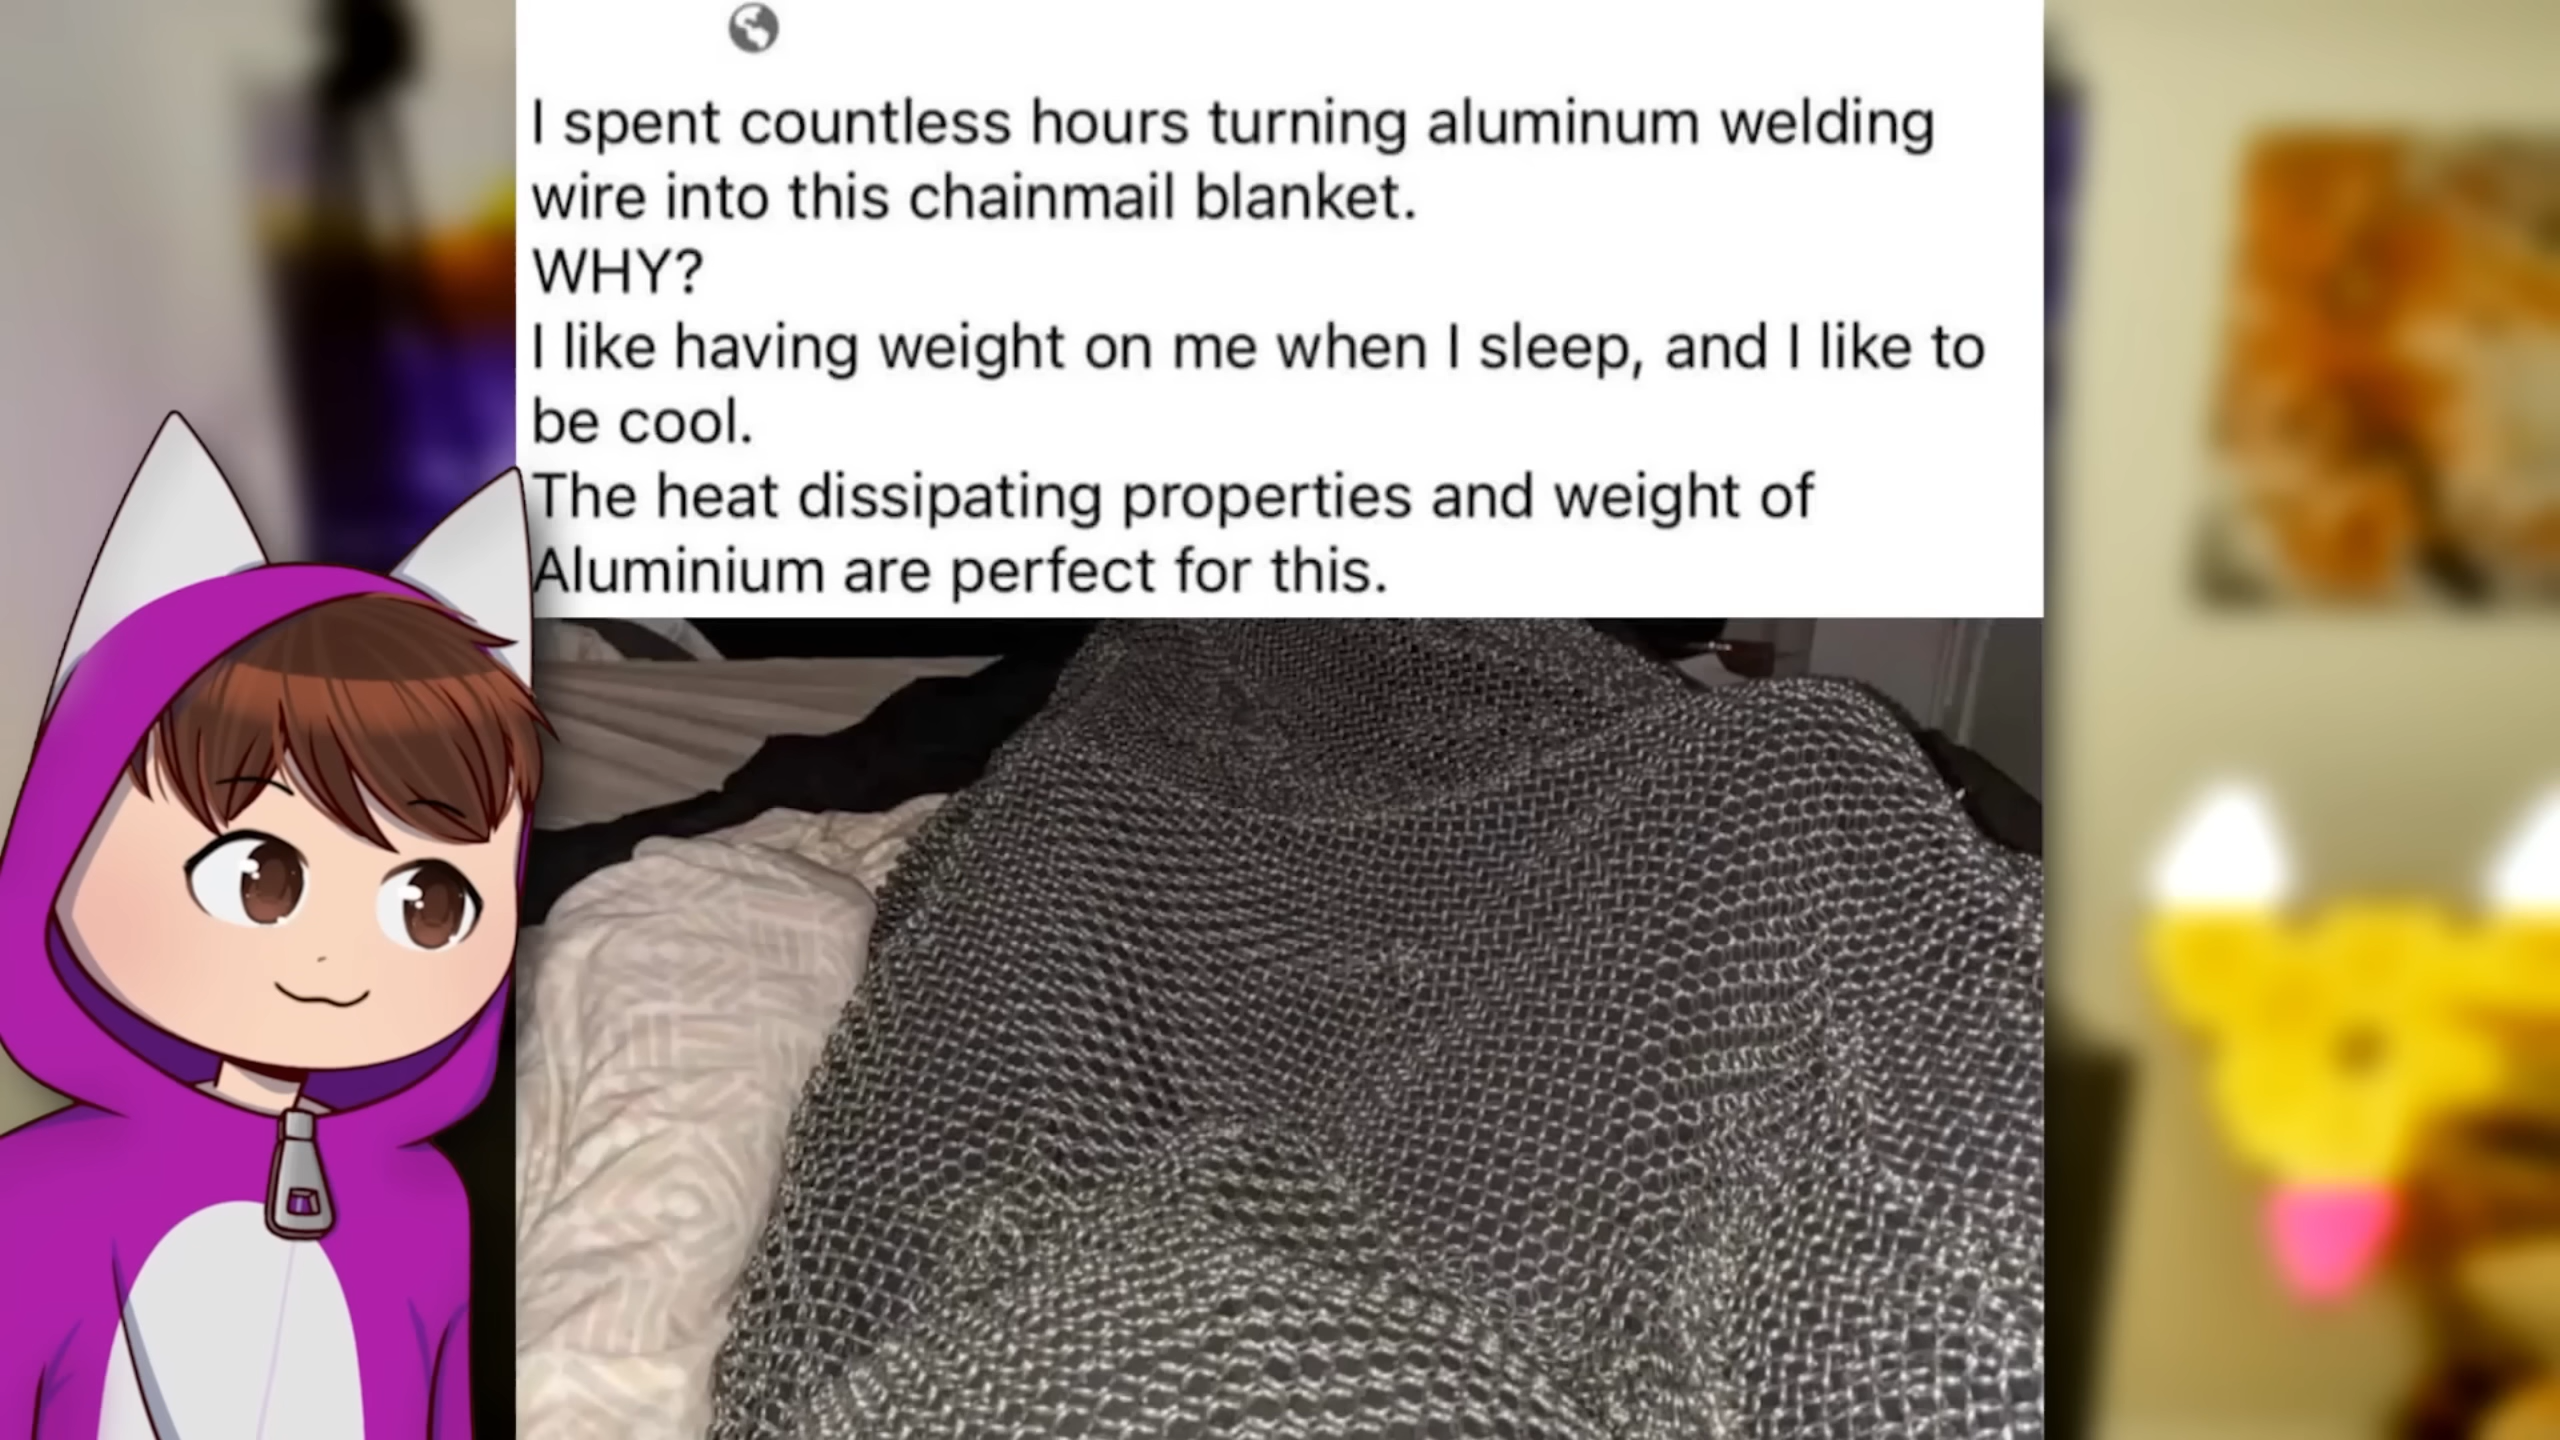 I spent countless hours turning aluminum welding
wire into this chainmail blanket.
WHY?
I like having weight on me when I sleep, and I like to
be cool.
The heat dissipating properties and weight of
Aluminium are perfect for this.